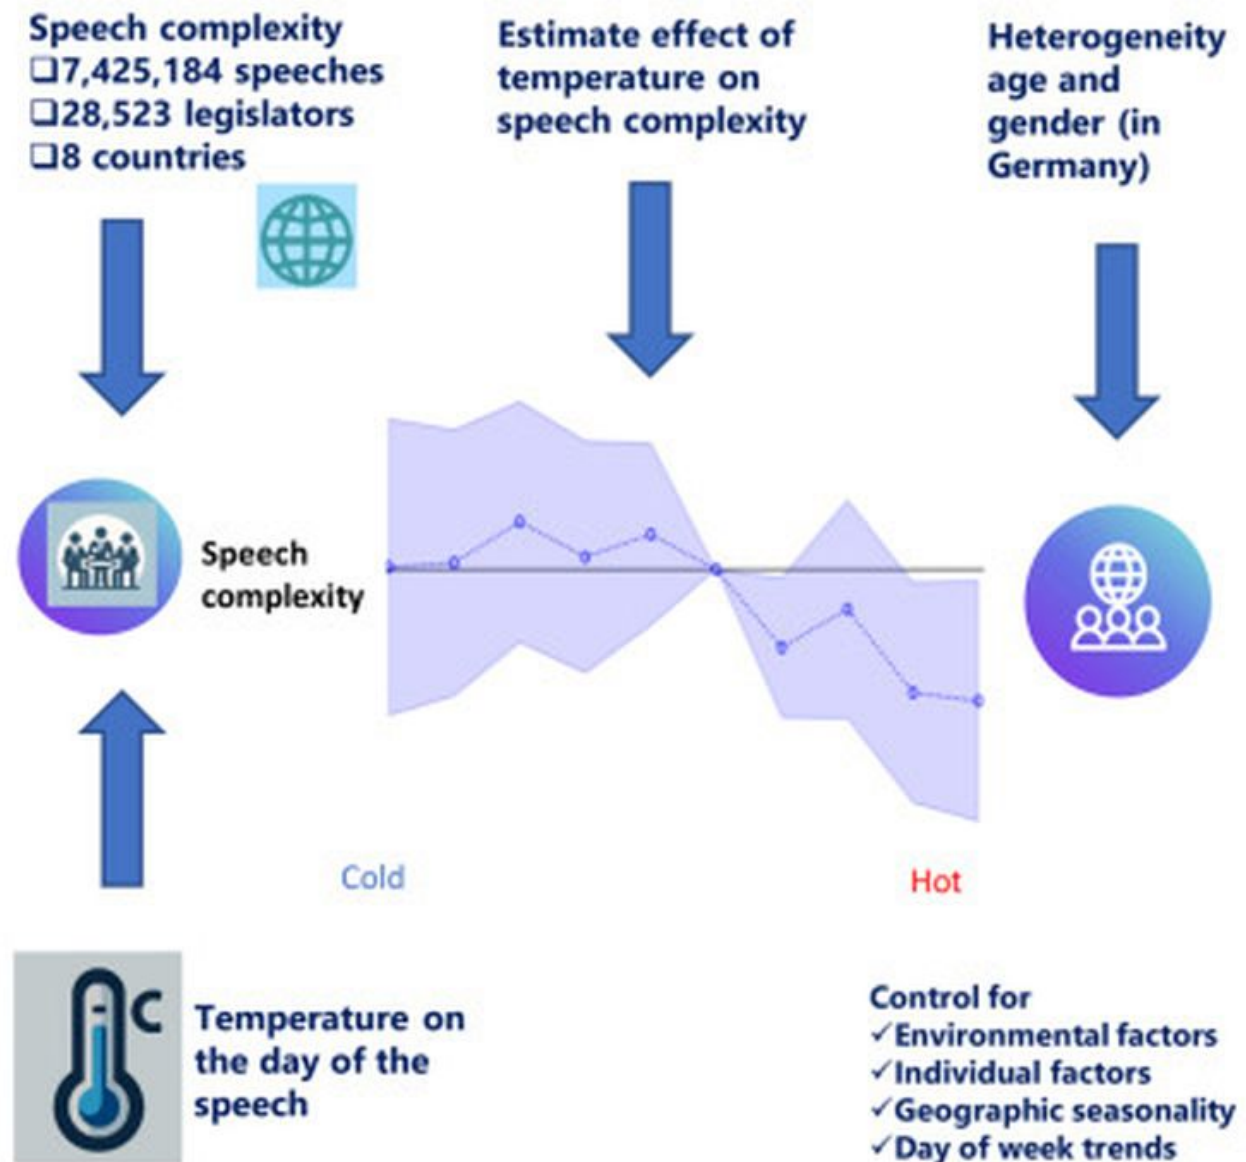 Speech complexity
❑7,425,184 speeches
❑28,523 legislators
❑8 countries
Estimate effect of
temperature on
speech complexity
Heterogeneity
age and
gender (in
Germany)
Speech
complexity
Cold
Hot
C
Temperature on
the day of the
speech
Control for
✓Environmental factors
✓Individual factors
✓Geographic seasonality
✓Day of week trends